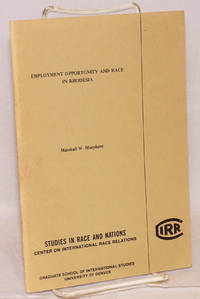 EMPLOYMENT OPPORTUNITY AND RACE
IN RHODESIA
Marshall W. Murphree
STUDIES IN RACE AND NATIONS
CENTER ON INTERNATIONAL RACE RELATIONS
CIRR
GRADUATE SCHOOL OF INTERNATIONAL STUDIES
UNIVERSITY OF DENVER